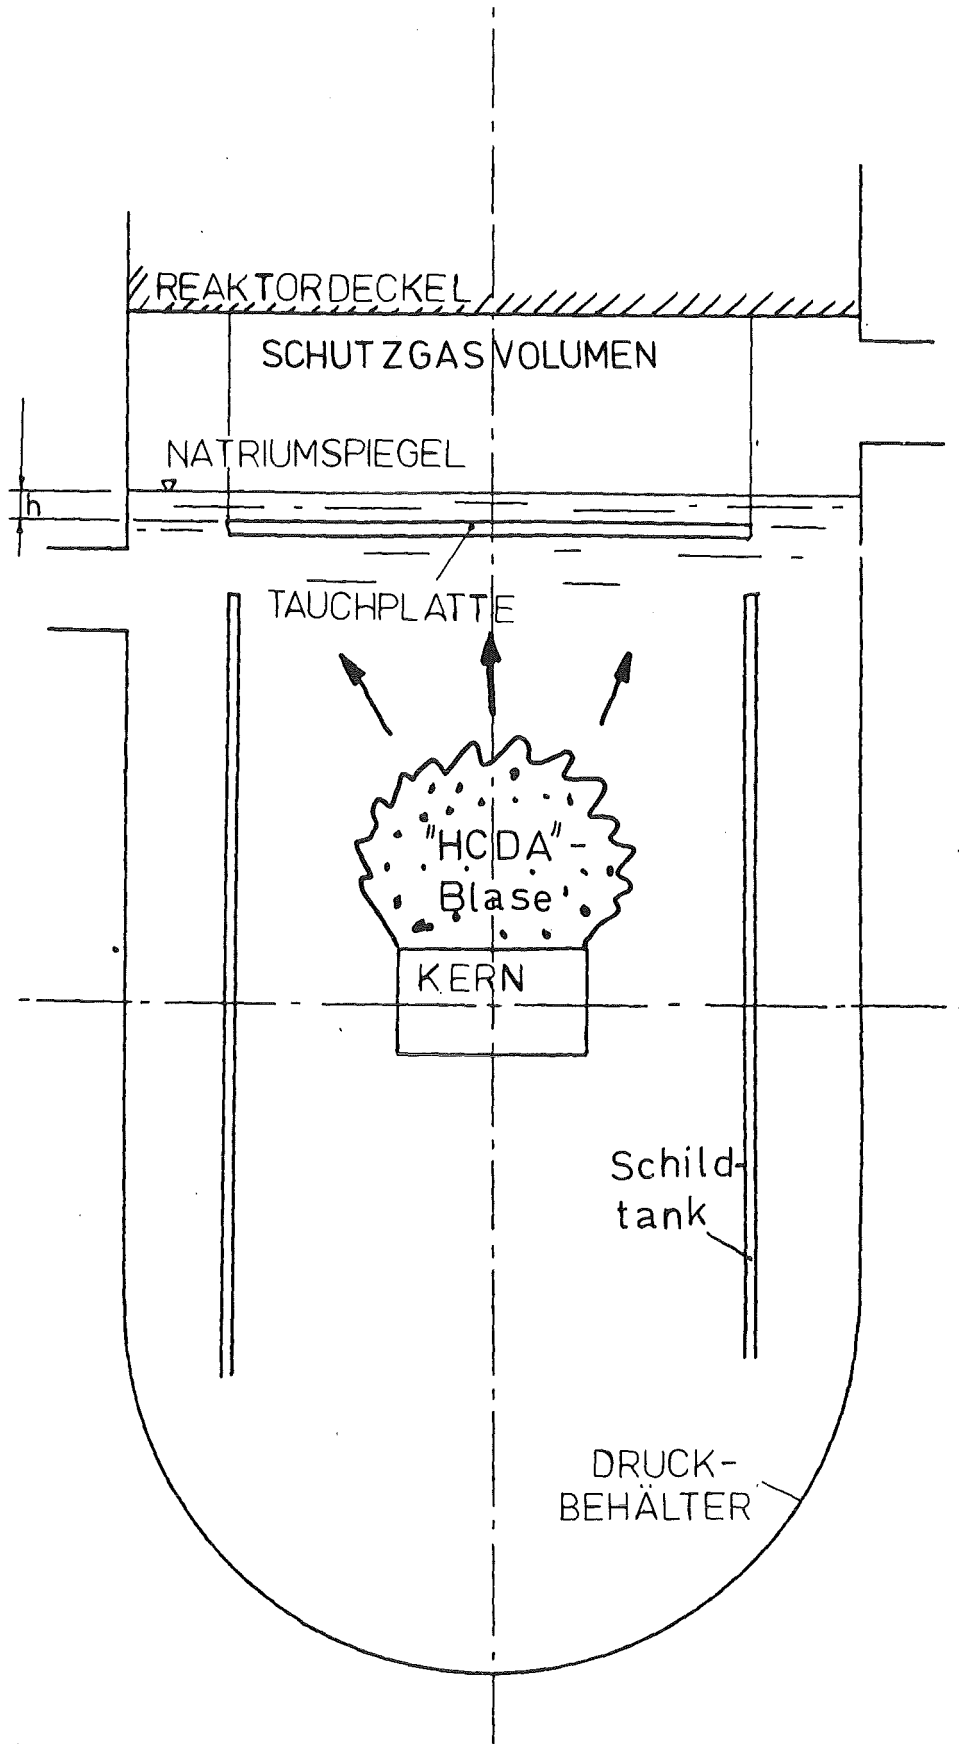 REAKTORDECKEL
SCHUTZGASVOLUMEN
NATRIUMSPIEGEL
h
TAUCHPLATTE
"HCDA"-
Blase
KERN
Schild-
tank
DRUCK-
BEHÄLTER